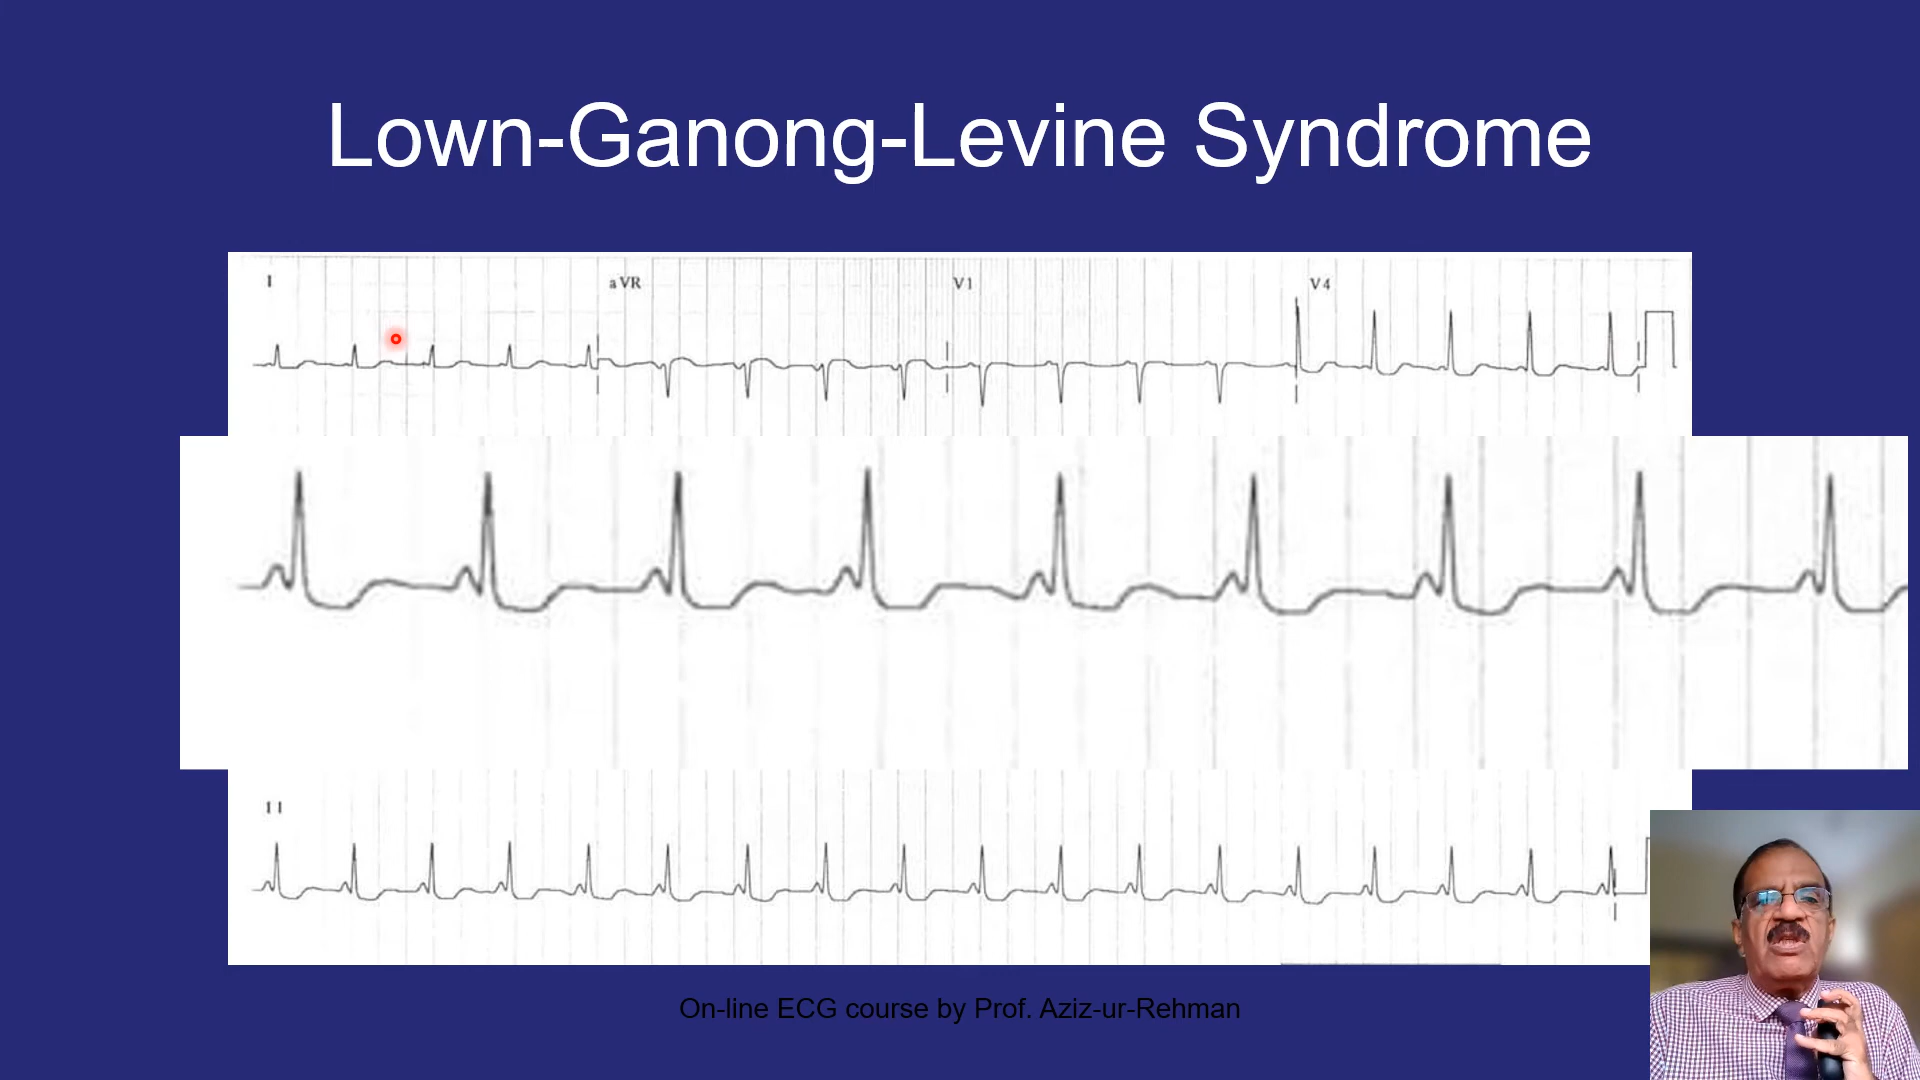 Lown-Ganong-Levine Syndrome
I aVR V1 V4
II
On-line ECG course by Prof. Aziz-ur-Rehman